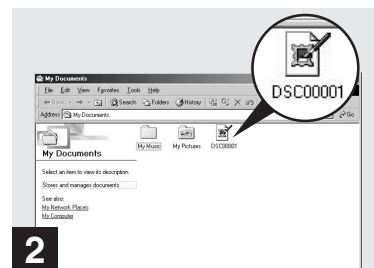 My Documents
File Edit View Favorites Tools Help
Back Search Folders History
Address My Documents Go
My Documents
Select an item to view its description.
Stores and manages documents
See also:
My Network Places
My Computer
My Music My Pictures DSC00001
DSC00001
2